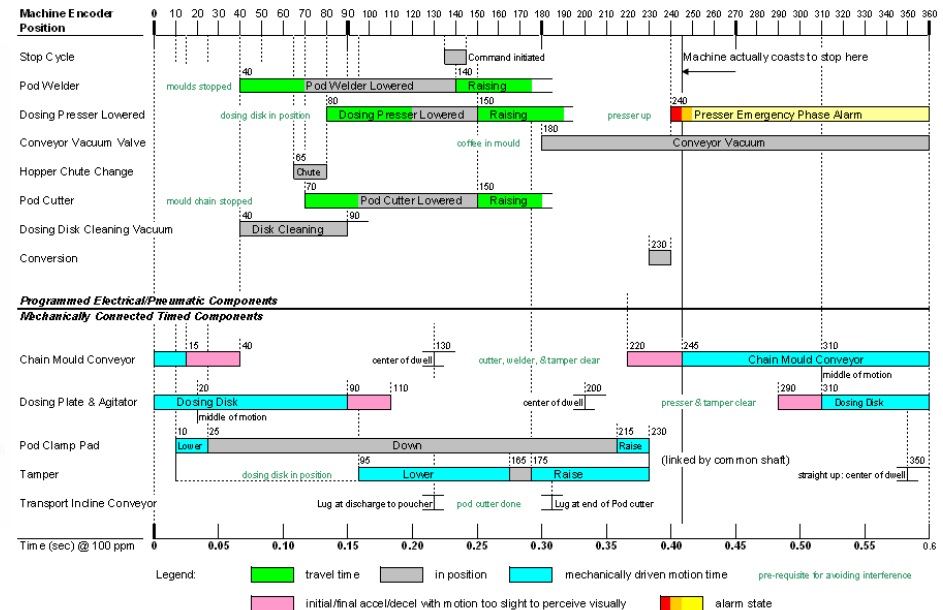 Machine Encoder
Position
0 10 20 30 40 50 60 70 80 90 100 110 120 130 140 150 160 170 180 190 200 210 220 230 240 250 260 270 280 290 300 310 320 330 340 350 360
Stop Cycle
Command initiated
Machine actually coasts to stop here
Pod Welder
moulds stopped
40
Pod Welder Lowered
140
Raising
Dosing Presser Lowered
dosing disk in position
80
Dosing Presser Lowered
150
Raising
presser up
240
Presser Emergency Phase Alarm
Conveyor Vacuum Valve
coffee in mould
180
Conveyor Vacuum
Hopper Chute Change
65
Chute
Pod Cutter
mould chain stopped
70
Pod Cutter Lowered
150
Raising
Dosing Disk Cleaning Vacuum
40
Disk Cleaning
90
Conversion
230
Programmed Electrical/Pneumatic Components
Mechanically Connected Timed Components
Chain Mould Conveyor
15
40
center of dwell
130
cutter, welder, & tamper clear
220
245
Chain Mould Conveyor
310
middle of motion
Dosing Plate & Agitator
Dosing Disk
20
middle of motion
90
110
center of dwell
200
presser & tamper clear
290
310
Dosing Disk
Pod Clamp Pad
10
Lower
25
Down
215
Raise
230
(linked by common shaft)
Tamper
dosing disk in position
95
Lower
165
175
Raise
straight up: center of dwell
350
Transport Incline Conveyor
Lug at discharge to poucher
pod cutter done
Lug at end of Pod cutter
Time (sec) @ 100 ppm
0 0.05 0.10 0.15 0.20 0.25 0.30 0.35 0.40 0.45 0.50 0.55 0.6
Legend:
travel time
in position
mechanically driven motion time
pre-requisite for avoiding interference
initial/final accel/decel with motion too slight to perceive visually
alarm state